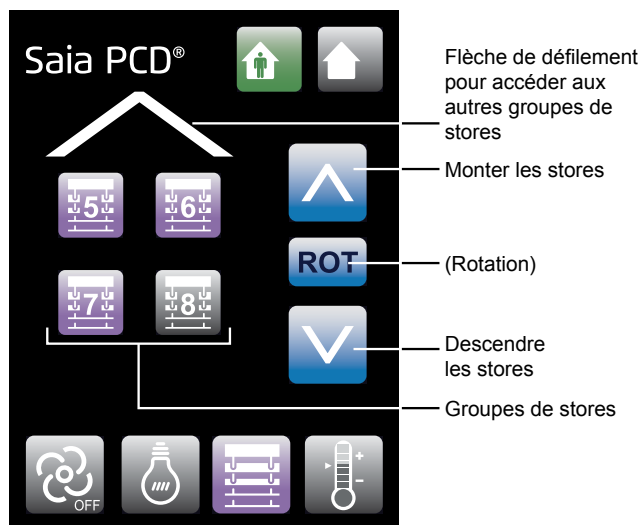 Saia PCD®
Flèche de défilement
pour accéder aux
autres groupes de
stores
5
6
Monter les stores
ROT
(Rotation)
7
8
Descendre
les stores
Groupes de stores
OFF
+
-